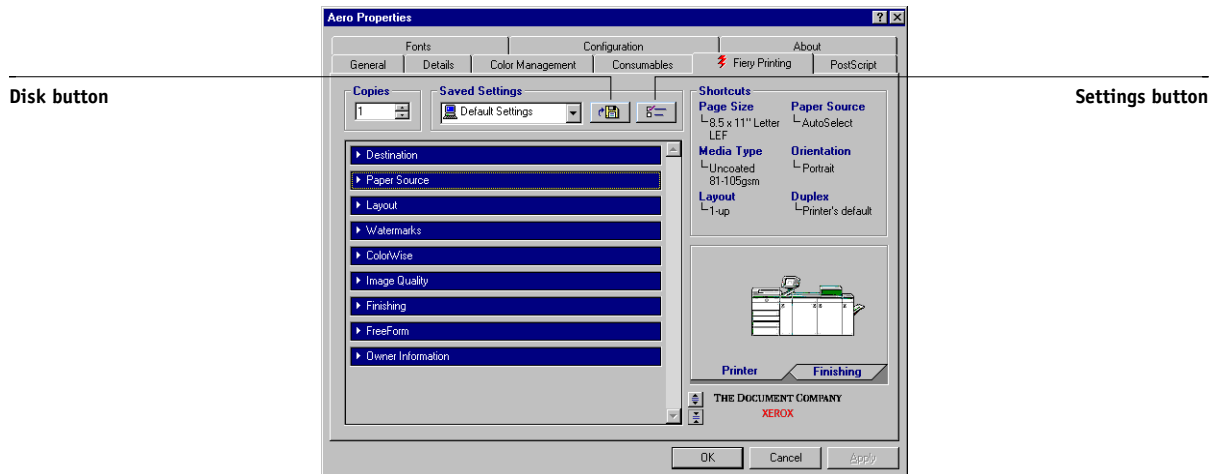 Aero Properties
Fonts Configuration About
General Details Color Management Consumables Fiery Printing PostScript
Disk button
Settings button
Copies
1
Saved Settings
Default Settings
Destination
Paper Source
Layout
Watermarks
ColorWise
Image Quality
Finishing
FreeForm
Owner Information
Shortcuts
Page Size Paper Source
8.5 x 11" Letter LEF AutoSelect
Media Type Orientation
Uncoated 81-105gsm Portrait
Layout Duplex
1-up Printer's default
Printer Finishing
THE DOCUMENT COMPANY
XEROX
OK Cancel Apply